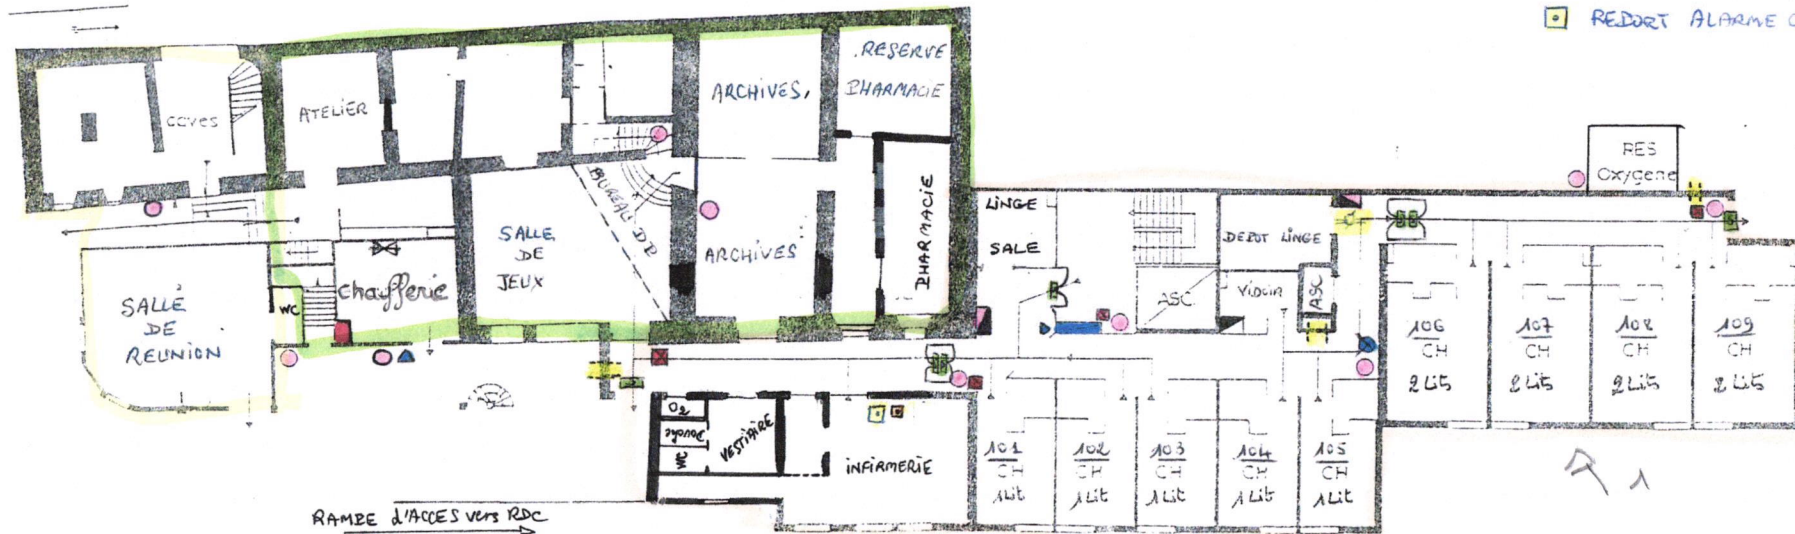 REPORT ALARME
RESERVE
PHARMACIE
ARCHIVES
caves
ATELIER
RES
Oxygene
BUREAU DR
PHARMACIE
LINGE
SALE
DEPOT LINGE
SALLE
DE
JEUX
ARCHIVES
chaufferie
WC
ASC
VIDOIR
ASC
SALLE
DE
REUNION
106
CH
2 Lits
107
CH
2 Lits
108
CH
2 Lits
109
CH
2 Lits
O2
Douche
WC
VESTIAIRE
INFIRMERIE
101
CH
1 Lit
102
CH
1 Lit
103
CH
1 Lit
104
CH
1 Lit
105
CH
1 Lit
RAMPE d'ACCES vers RDC